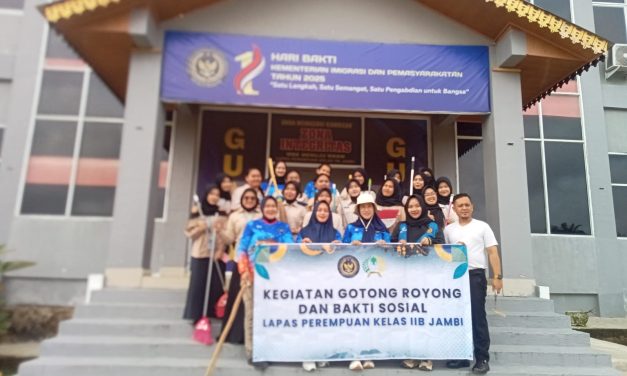 HARI BAKTI
KEMENTERIAN IMIGRASI DAN PEMASYARAKATAN
TAHUN 2025
"Satu Langkah, Satu Semangat, Satu Pengabdian untuk Bangsa"
ZONA
INTEGRITAS
G
U
G
KEGIATAN GOTONG ROYONG
DAN BAKTI SOSIAL
LAPAS PEREMPUAN KELAS IIB JAMBI